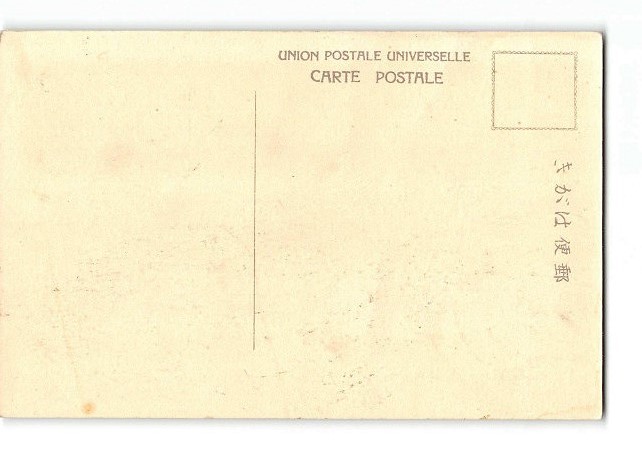 UNION POSTALE UNIVERSELLE
CARTE POSTALE
きがは便郵